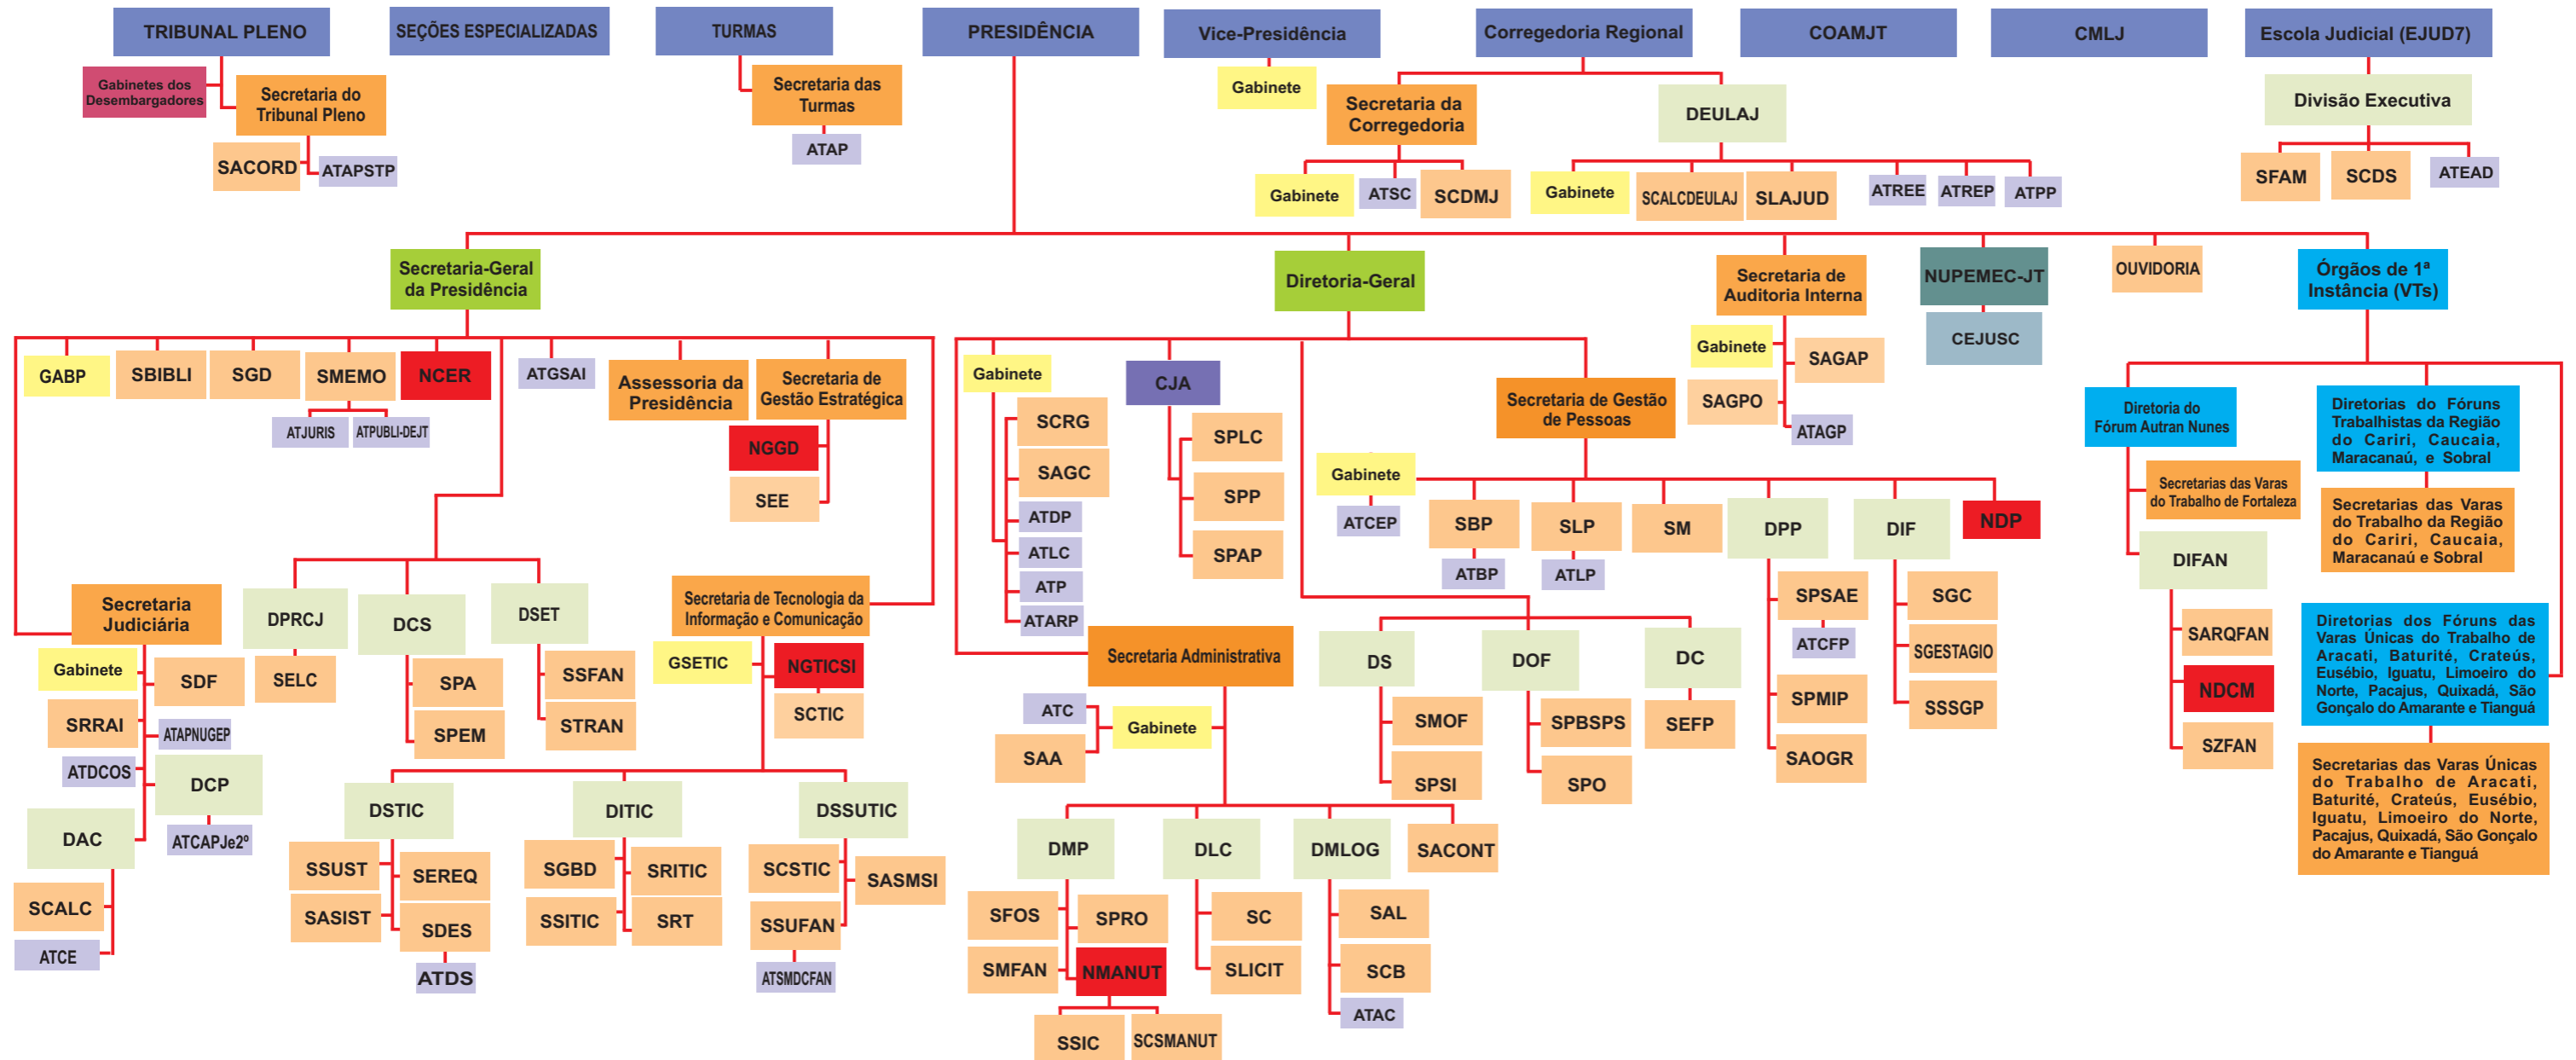 TRIBUNAL PLENO
SEÇÕES ESPECIALIZADAS
TURMAS
PRESIDÊNCIA
Vice-Presidência
Corregedoria Regional
COAMJT
CMLJ
Escola Judicial (EJUD7)
Gabinetes dos
Desembargadores
Secretaria do
Tribunal Pleno
SACORD
ATAPSTP
Secretaria das
Turmas
ATAP
Gabinete
Secretaria da
Corregedoria
Gabinete
ATSC
SCDMJ
DEULAJ
Gabinete
SCALCDEULAJ
SLAJUD
ATREE
ATREP
ATPP
Divisão Executiva
SFAM
SCDS
ATEAD
Secretaria-Geral
da Presidência
Diretoria-Geral
Secretaria de
Auditoria Interna
NUPEMEC-JT
CEJUSC
OUVIDORIA
Órgãos de 1ª
Instância (VTs)
GABP
SBIBLI
SGD
SMEMO
NCER
ATGSAI
Assessoria da
Presidência
Secretaria de
Gestão Estratégica
ATJURIS
ATPUBLI-DEJT
NGGD
SEE
Gabinete
SCRG
SAGC
ATDP
ATLC
ATP
ATARP
CJA
SPLC
SPP
SPAP
Secretaria de Gestão
de Pessoas
Gabinete
SAGAP
SAGPO
ATAGP
Gabinete
ATCEP
SBP
ATBP
SLP
ATLP
SM
DPP
SPSAE
ATCFP
SPMIP
SAOGR
DIF
SGC
SGESTAGIO
SSSGP
NDP
Diretoria do
Fórum Autran Nunes
Secretarias das Varas
do Trabalho de Fortaleza
DIFAN
SARQFAN
NDCM
SZFAN
Diretorias do Fóruns
Trabalhistas da Região
do Cariri, Caucaia,
Maracanaú, e Sobral
Secretarias das Varas
do Trabalho da Região
do Cariri, Caucaia,
Maracanaú e Sobral
Diretorias dos Fóruns das
Varas Únicas do Trabalho de
Aracati, Baturité, Crateús,
Eusébio, Iguatu, Limoeiro do
Norte, Pacajus, Quixadá, São
Gonçalo do Amarante e Tianguá
Secretarias das Varas Únicas
do Trabalho de Aracati,
Baturité, Crateús, Eusébio,
Iguatu, Limoeiro do Norte,
Pacajus, Quixadá, São Gonçalo
do Amarante e Tianguá
Secretaria
Judiciária
Gabinete
SDF
SRRAI
ATAPNUGEP
ATDCOS
DCP
ATCAPJe2º
DAC
SCALC
ATCE
DPRCJ
SELC
DCS
SPA
SPEM
DSET
SSFAN
STRAN
Secretaria de Tecnologia da
Informação e Comunicação
GSETIC
NGTICSI
SCTIC
DSTIC
SSUST
SEREQ
SASIST
SDES
ATDS
DITIC
SGBD
SRITIC
SSITIC
SRT
DSSUTIC
SCSTIC
SASMSI
SSUFAN
ATSMDCFAN
Secretaria Administrativa
ATC
Gabinete
SAA
DS
SMOF
SPSI
DOF
SPBSPS
SPO
DC
SEFP
DMP
SFOS
SPRO
SMFAN
NMANUT
SSIC
SCSMANUT
DLC
SC
SLICIT
DMLOG
SAL
SCB
ATAC
SACONT